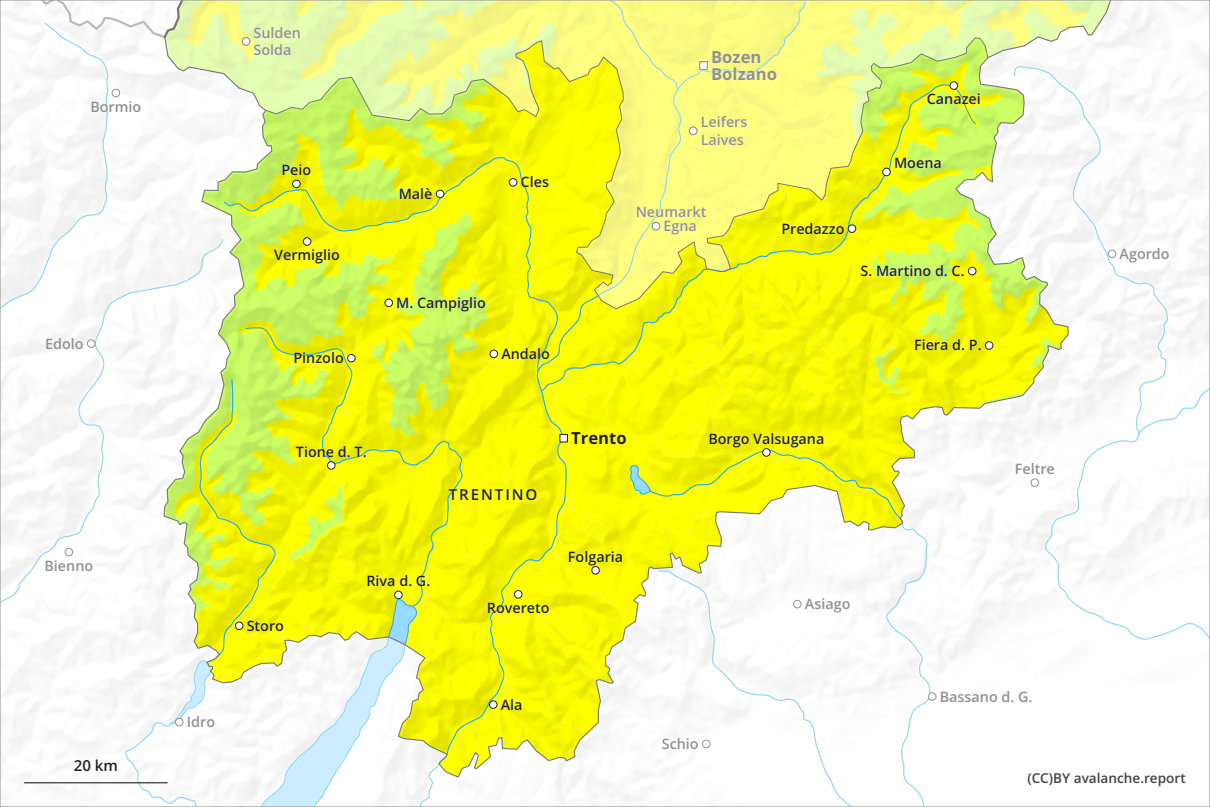 Sulden
Solda
Bozen
Bolzano
Bormio
Canazei
Leifers
Laives
Moena
Peio
Malè
Cles
Neumarkt
Egna
Predazzo
Vermiglio
Agordo
S. Martino d. C.
M. Campiglio
Edolo
Pinzolo
Andalo
Fiera d. P.
Trento
Borgo Valsugana
Tione d. T.
Feltre
TRENTINO
Bienno
Folgaria
Riva d. G.
Rovereto
Asiago
Storo
Bassano d. G.
Ala
Idro
Schio
20 km
(CC)BY avalanche.report